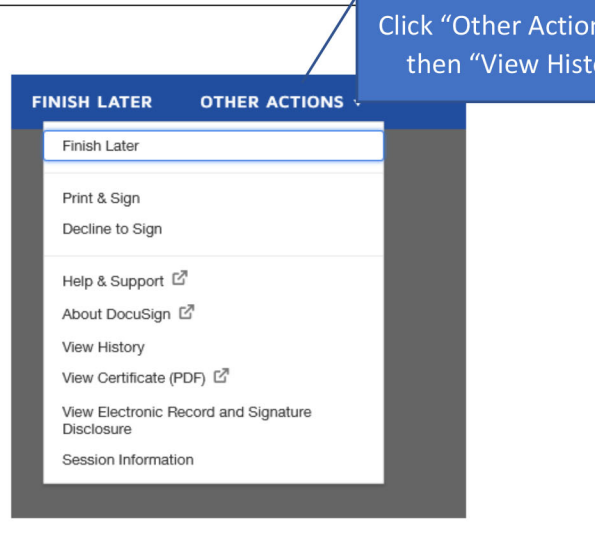 Click “Other Action
then “View Hist
FINISH LATER OTHER ACTIONS
Finish Later
Print & Sign
Decline to Sign
Help & Support
About DocuSign
View History
View Certificate (PDF)
View Electronic Record and Signature
Disclosure
Session Information